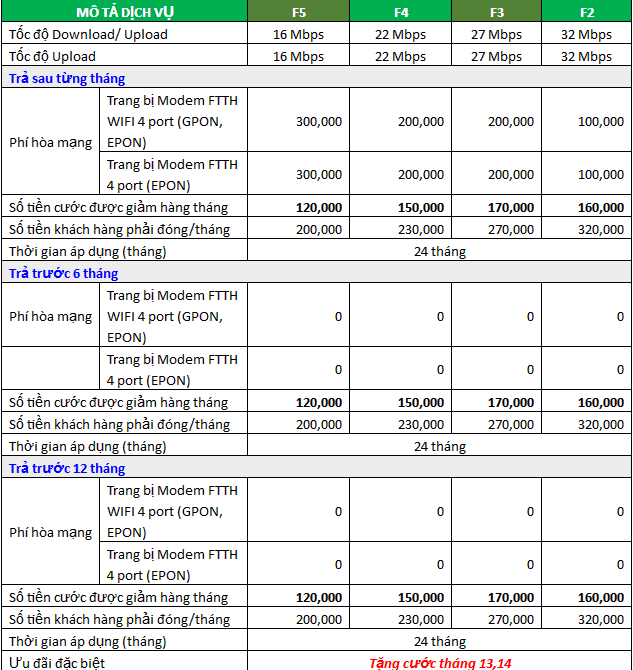 MÔ TẢ DỊCH VỤ F5 F4 F3 F2
Tốc độ Download/ Upload 16 Mbps 22 Mbps 27 Mbps 32 Mbps
Tốc độ Upload 16 Mbps 22 Mbps 27 Mbps 32 Mbps
Trả sau từng tháng
Trang bị Modem FTTH
Phí hòa mạng WIFI 4 port (GPON, 300,000 200,000 200,000 100,000
EPON)
Trang bị Modem FTTH
4 port (EPON) 300,000 200,000 200,000 100,000
Số tiền cước được giảm hàng tháng 120,000 150,000 170,000 160,000
Số tiền khách hàng phải đóng/tháng 200,000 230,000 270,000 320,000
Thời gian áp dụng (tháng) 24 tháng
Trả trước 6 tháng
Trang bị Modem FTTH
Phí hòa mạng WIFI 4 port (GPON, 0 0 0 0
EPON)
Trang bị Modem FTTH
4 port (EPON) 0 0 0 0
Số tiền cước được giảm hàng tháng 120,000 150,000 170,000 160,000
Số tiền khách hàng phải đóng/tháng 200,000 230,000 270,000 320,000
Thời gian áp dụng (tháng) 24 tháng
Trả trước 12 tháng
Trang bị Modem FTTH
Phí hòa mạng WIFI 4 port (GPON, 0 0 0 0
EPON)
Trang bị Modem FTTH
4 port (EPON) 0 0 0 0
Số tiền cước được giảm hàng tháng 120,000 150,000 170,000 160,000
Số tiền khách hàng phải đóng/tháng 200,000 230,000 270,000 320,000
Thời gian áp dụng (tháng) 24 tháng
Ưu đãi đặc biệt Tặng cước tháng 13,14